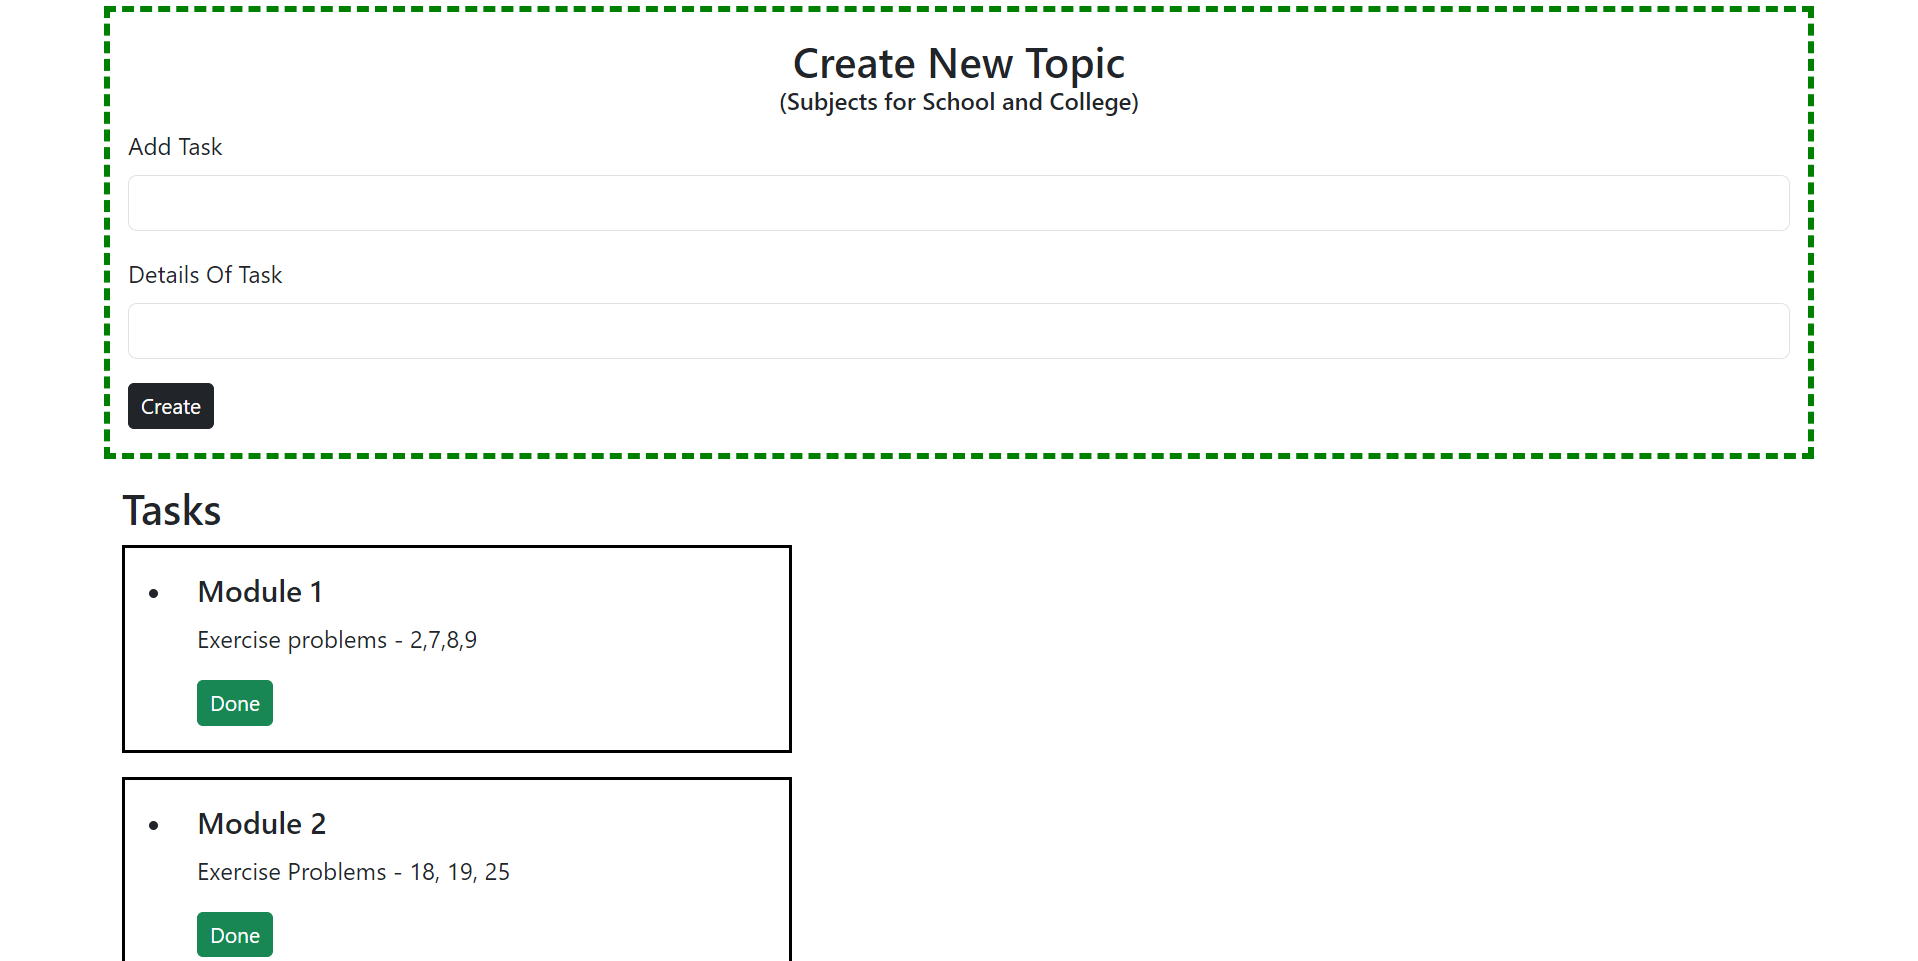 Create New Topic
(Subjects for School and College)
Add Task
Details Of Task
Create
Tasks
Module 1
Exercise problems - 2,7,8,9
Done
Module 2
Exercise Problems - 18, 19, 25
Done